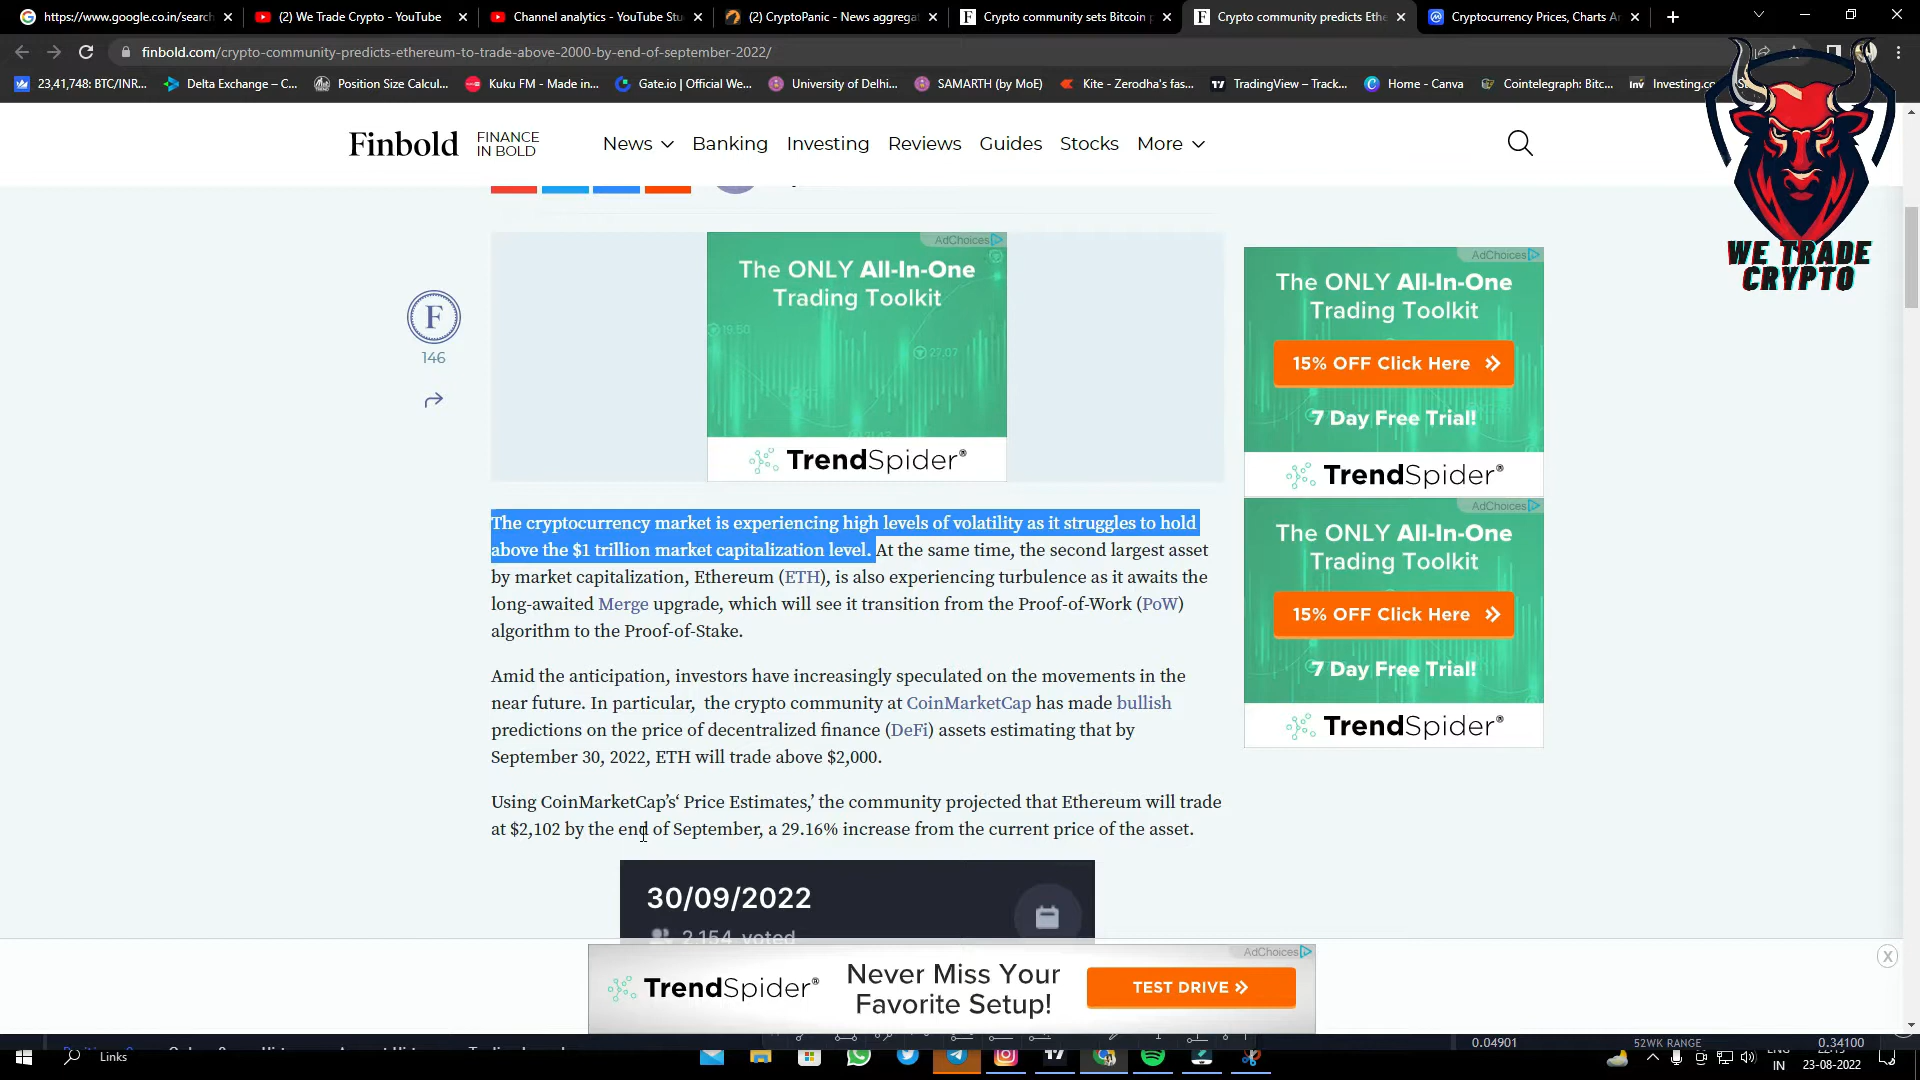 https://www.google.co.in/search
(2) We Trade Crypto - YouTube
Channel analytics - YouTube Stu
(2) CryptoPanic - News aggregat
Crypto community sets Bitcoin p
Crypto community predicts Ethe
Cryptocurrency Prices, Charts A
finbold.com/crypto-community-predicts-ethereum-to-trade-above-2000-by-end-of-september-2022/
23,41,748: BTC/INR...
Delta Exchange – C...
Position Size Calcul...
Kuku FM - Made in...
Gate.io | Official We...
University of Delhi...
SAMARTH (by MoE)
Kite - Zerodha's fas...
TradingView – Track...
Home - Canva
Cointelegraph: Bitc...
Investing.co
Finbold
FINANCE
IN BOLD
News
Banking
Investing
Reviews
Guides
Stocks
More
WE TRADE
CRYPTO
AdChoices
The ONLY All-In-One
Trading Toolkit
19.60
27.07
TrendSpider®
AdChoices
The ONLY All-In-One
Trading Toolkit
15% OFF Click Here
7 Day Free Trial!
TrendSpider®
AdChoices
The ONLY All-In-One
Trading Toolkit
15% OFF Click Here
7 Day Free Trial!
TrendSpider®
F
146
The cryptocurrency market is experiencing high levels of volatility as it struggles to hold
above the $1 trillion market capitalization level. At the same time, the second largest asset
by market capitalization, Ethereum (ETH), is also experiencing turbulence as it awaits the
long-awaited Merge upgrade, which will see it transition from the Proof-of-Work (PoW)
algorithm to the Proof-of-Stake.
Amid the anticipation, investors have increasingly speculated on the movements in the
near future. In particular,  the crypto community at CoinMarketCap has made bullish
predictions on the price of decentralized finance (DeFi) assets estimating that by
September 30, 2022, ETH will trade above $2,000.
Using CoinMarketCap’s‘ Price Estimates,’ the community projected that Ethereum will trade
at $2,102 by the end of September, a 29.16% increase from the current price of the asset.
30/09/2022
2,154 voted
AdChoices
TrendSpider®
Never Miss Your
Favorite Setup!
TEST DRIVE
0.04901
52WK RANGE
0.34100
Links
ENG
IN
23-08-2022